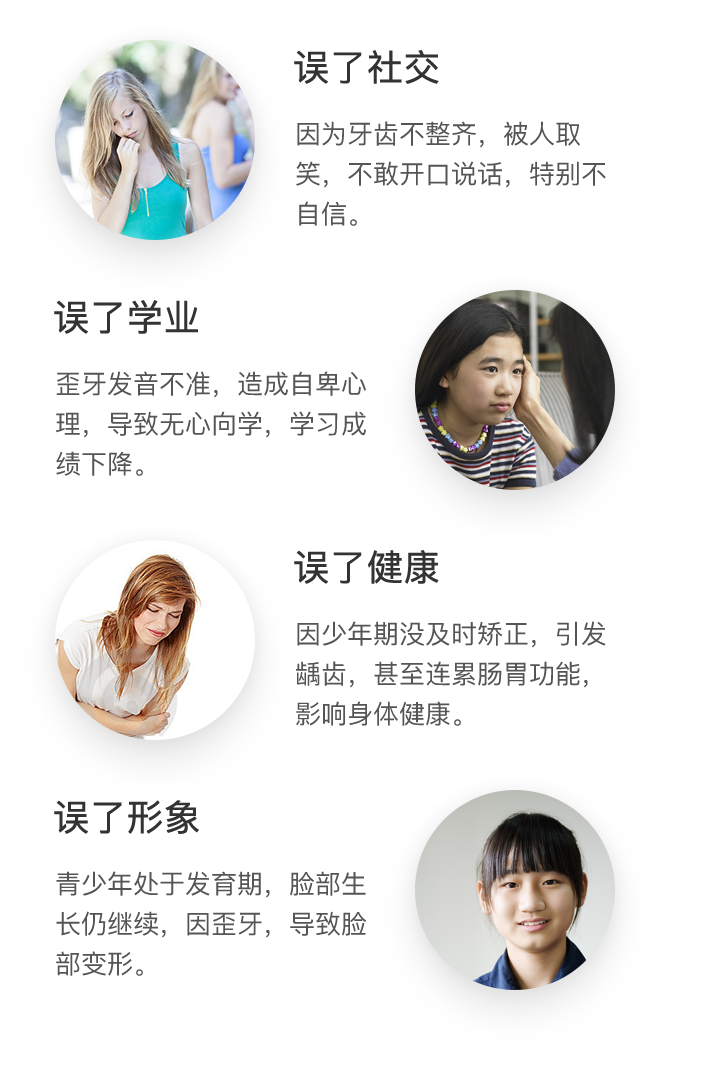 误了社交
因为牙齿不整齐，被人取
笑，不敢开口说话，特别不
自信。
误了学业
歪牙发音不准，造成自卑心
理，导致无心向学，学习成
绩下降。
误了健康
因少年期没及时矫正，引发
龋齿，甚至连累肠胃功能，
影响身体健康。
误了形象
青少年处于发育期，脸部生
长仍继续，因歪牙，导致脸
部变形。